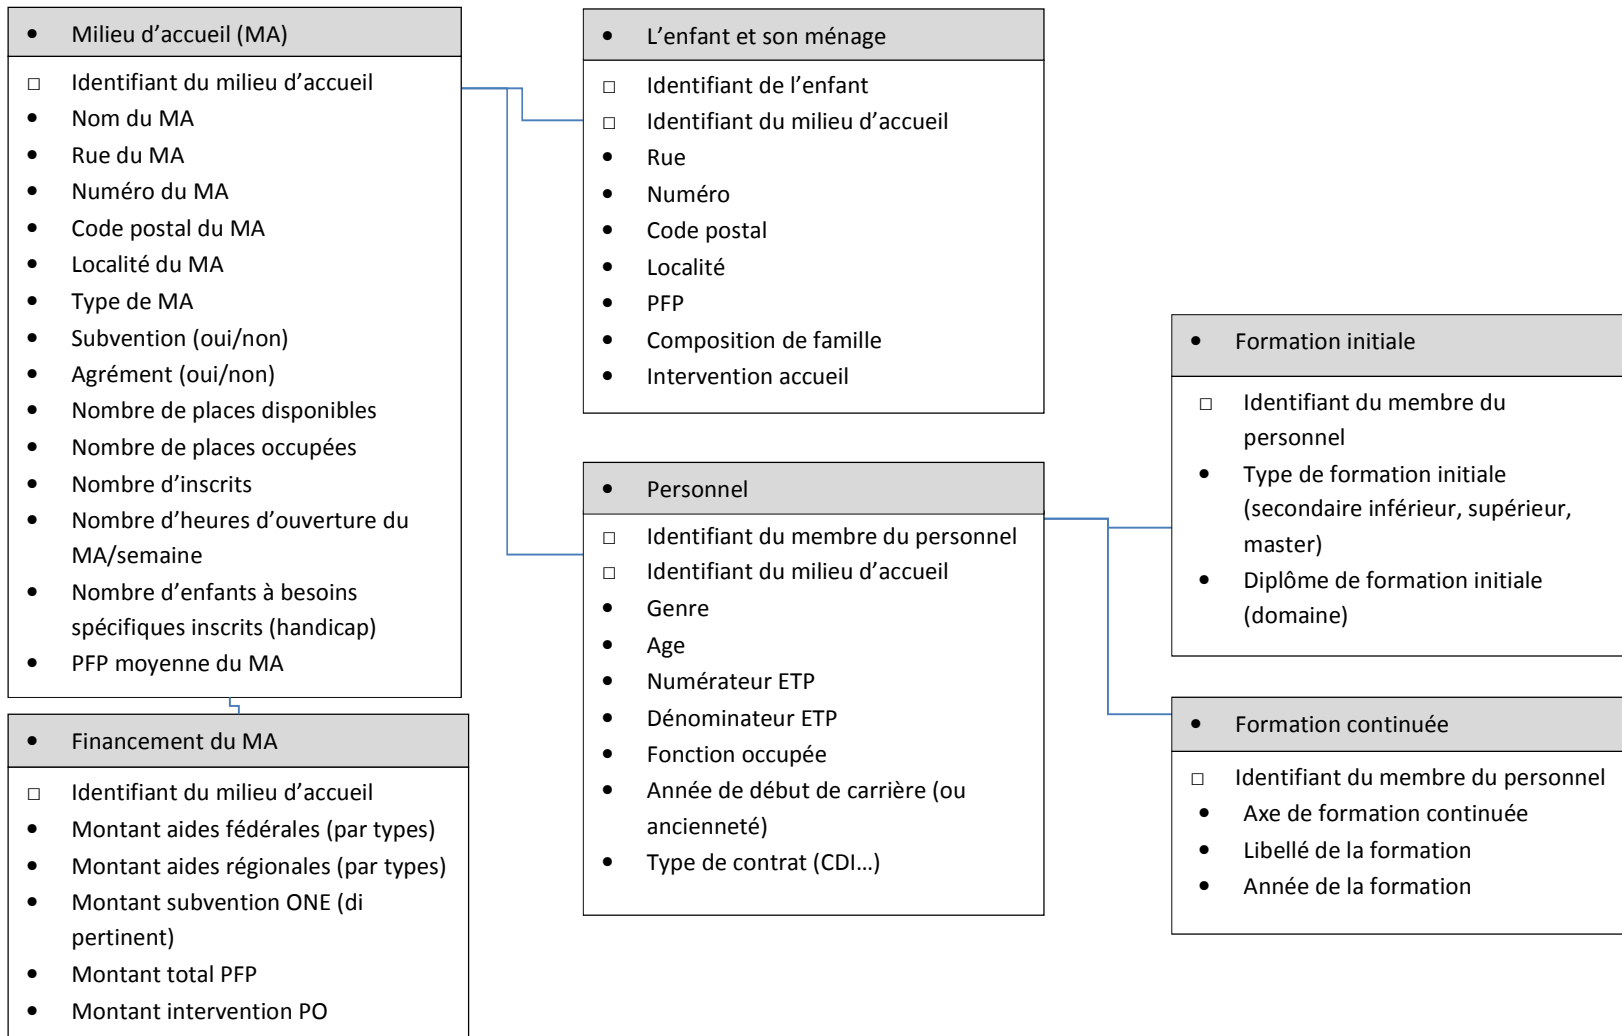 Milieu d’accueil (MA)
□ Identifiant du milieu d’accueil
• Nom du MA
• Rue du MA
• Numéro du MA
• Code postal du MA
• Localité du MA
• Type de MA
• Subvention (oui/non)
• Agrément (oui/non)
• Nombre de places disponibles
• Nombre de places occupées
• Nombre d’inscrits
• Nombre d’heures d’ouverture du
MA/semaine
• Nombre d’enfants à besoins
spécifiques inscrits (handicap)
• PFP moyenne du MA
• Financement du MA
□ Identifiant du milieu d’accueil
• Montant aides fédérales (par types)
• Montant aides régionales (par types)
• Montant subvention ONE (di
pertinent)
• Montant total PFP
• Montant intervention PO
• L’enfant et son ménage
□ Identifiant de l’enfant
□ Identifiant du milieu d’accueil
• Rue
• Numéro
• Code postal
• Localité
• PFP
• Composition de famille
• Intervention accueil
• Personnel
□ Identifiant du membre du personnel
□ Identifiant du milieu d’accueil
• Genre
• Age
• Numérateur ETP
• Dénominateur ETP
• Fonction occupée
• Année de début de carrière (ou
ancienneté)
• Type de contrat (CDI…)
• Formation initiale
□ Identifiant du membre du
personnel
• Type de formation initiale
(secondaire inférieur, supérieur,
master)
• Diplôme de formation initiale
(domaine)
• Formation continuée
□ Identifiant du membre du personnel
• Axe de formation continuée
• Libellé de la formation
• Année de la formation